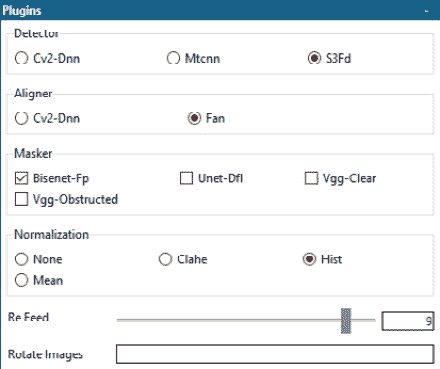 Plugins -
Detector
Cv2-Dnn Mtcnn S3Fd
Aligner
Cv2-Dnn Fan
Masker
Bisenet-Fp Unet-Dfl Vgg-Clear
Vgg-Obstructed
Normalization
None Clahe Hist
Mean
Re Feed 9
Rotate Images